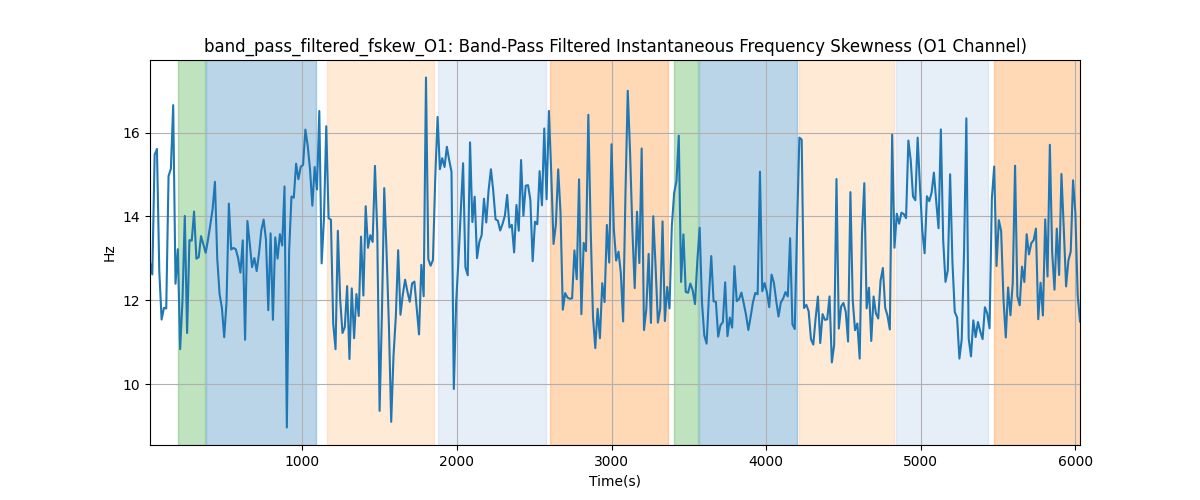 band_pass_filtered_fskew_O1: Band-Pass Filtered Instantaneous Frequency Skewness (O1 Channel)
16
14
12
10
Hz
1000 2000 3000 4000 5000 6000
Time(s)